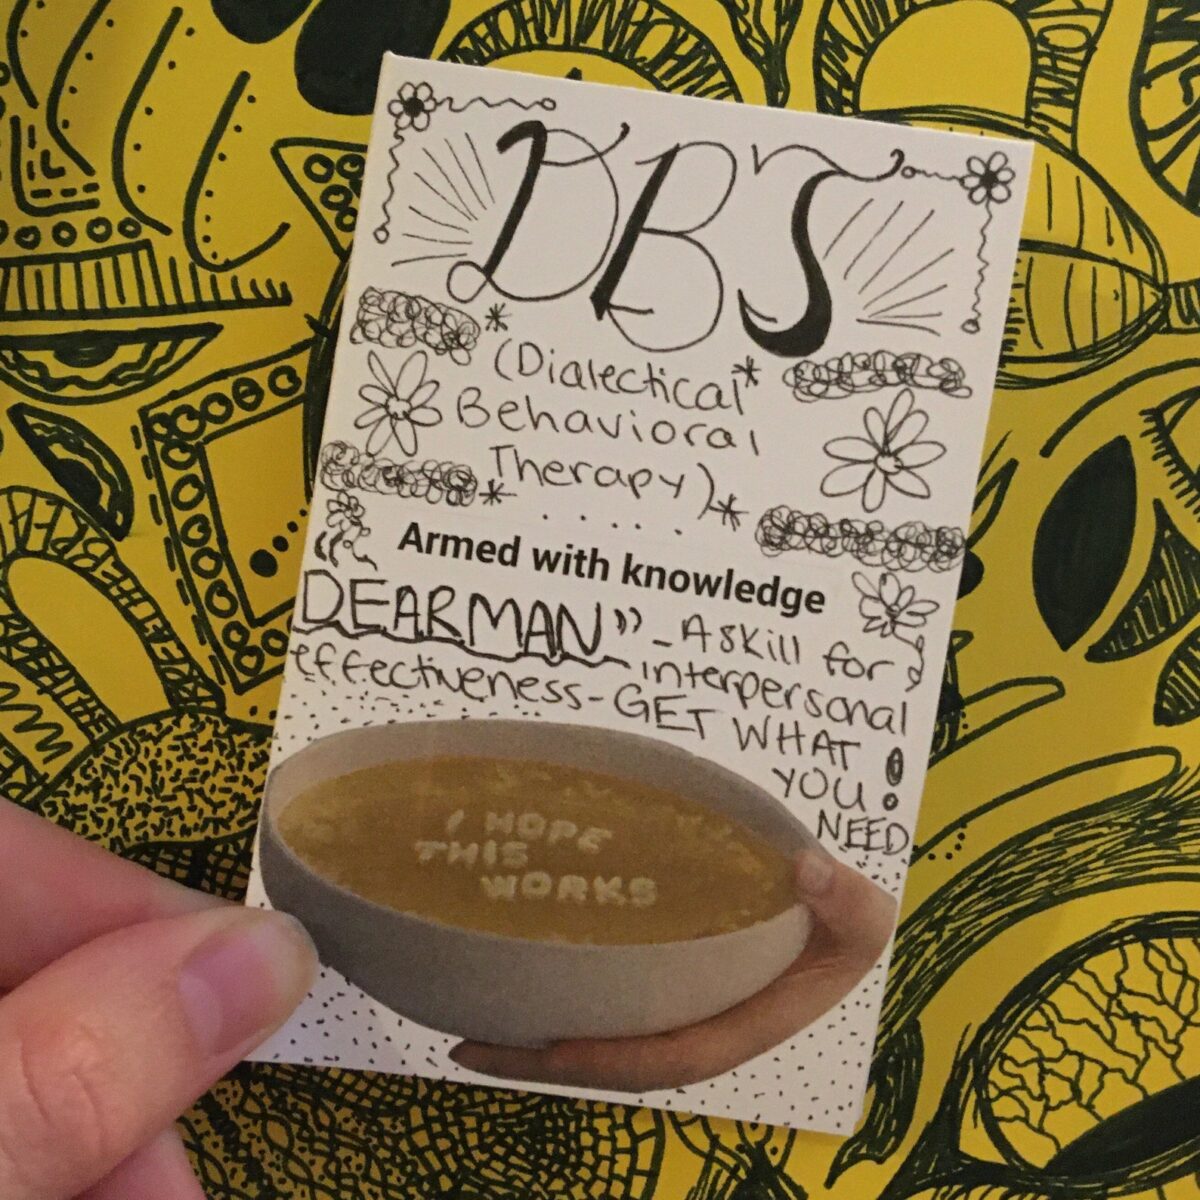 DBT
*(Dialectical*
Behavioral
*Therapy)*
Armed with knowledge
“DEARMAN” - A skill for
interpersonal
effectiveness - GET WHAT
YOU
NEED!
I HOPE
THIS
WORKS